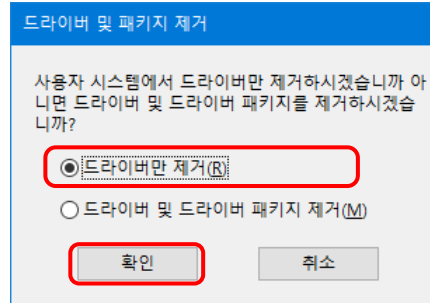 드라이버 및 패키지 제거
사용자 시스템에서 드라이버만 제거하시겠습니까 아
니면 드라이버 및 드라이버 패키지를 제거하시겠습
니까?
드라이버만 제거(R)
드라이버 및 드라이버 패키지 제거(M)
확인 취소